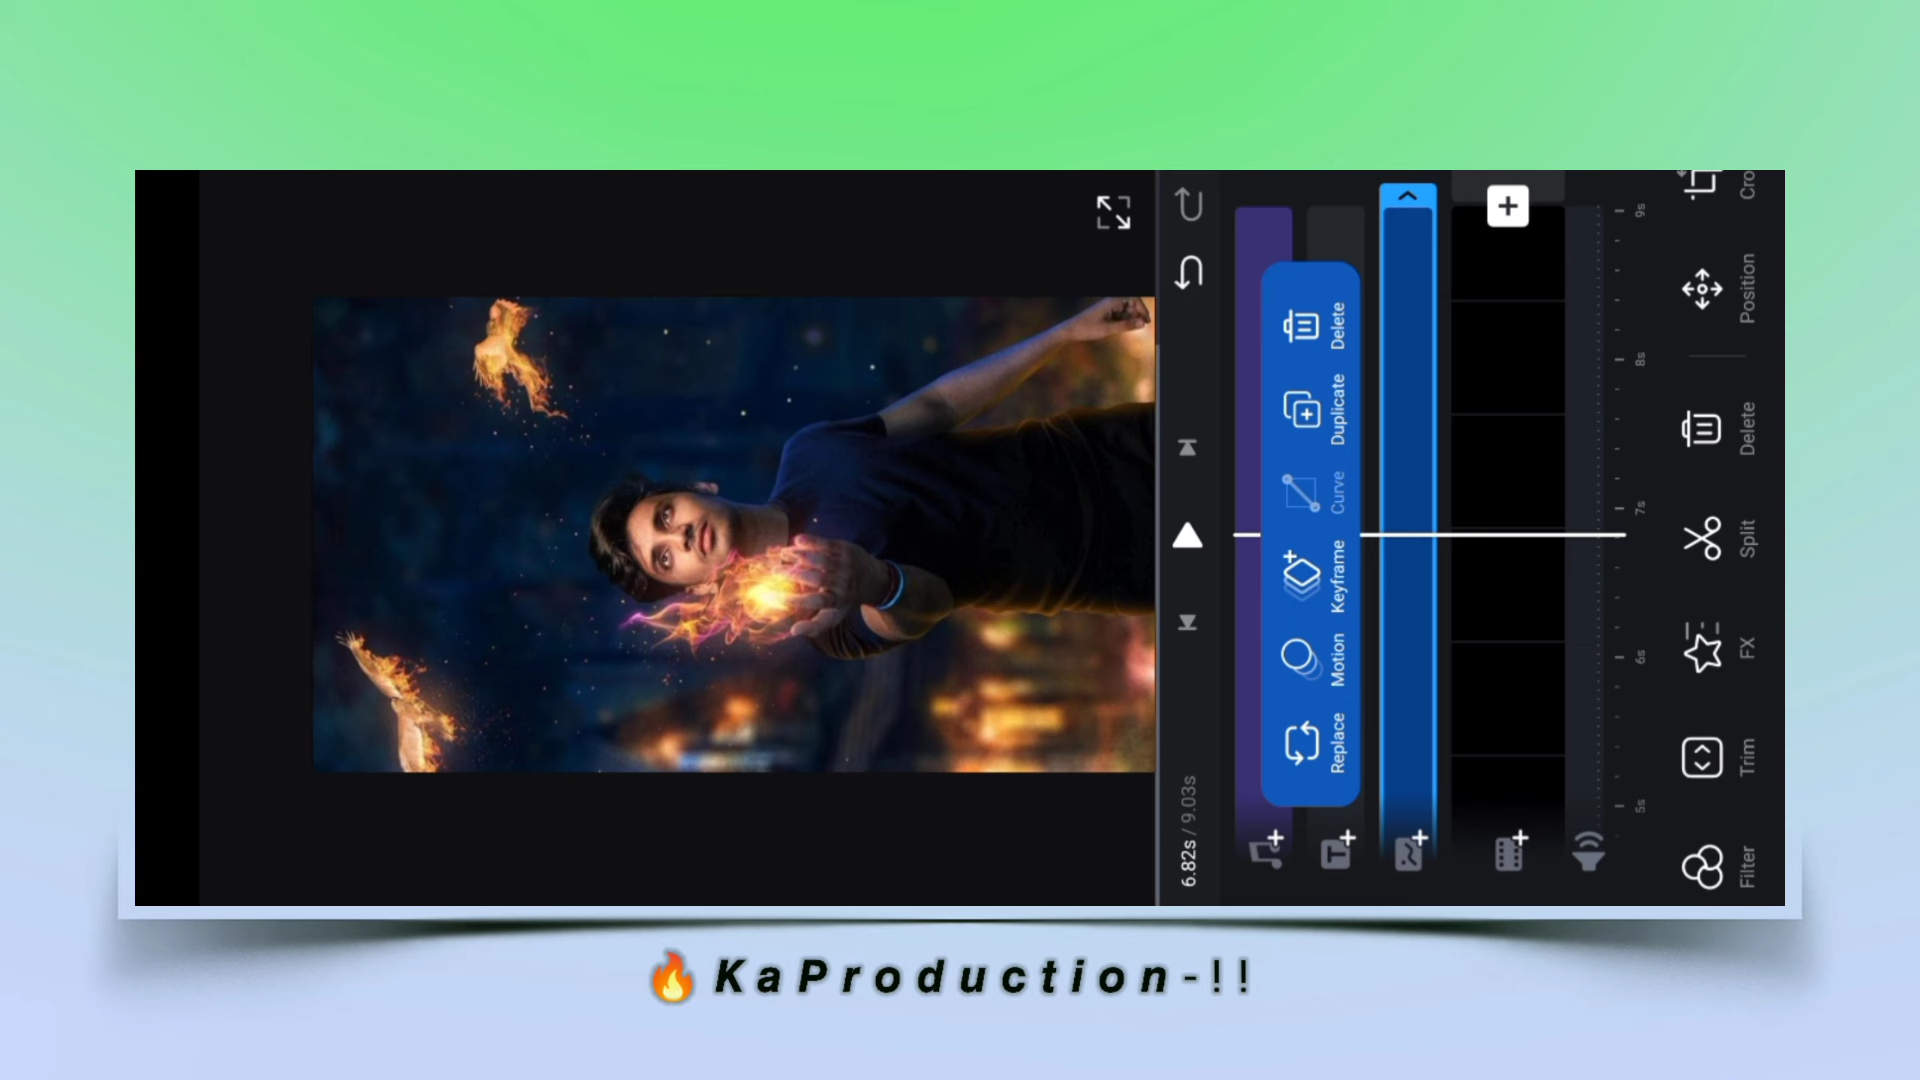 6.82s / 9.03s
Replace
Motion
Keyframe
Curve
Duplicate
Delete
5s
6s
7s
8s
9s
Filter
Trim
FX
Split
Delete
Position
Cro
🔥 KaProduction-!!